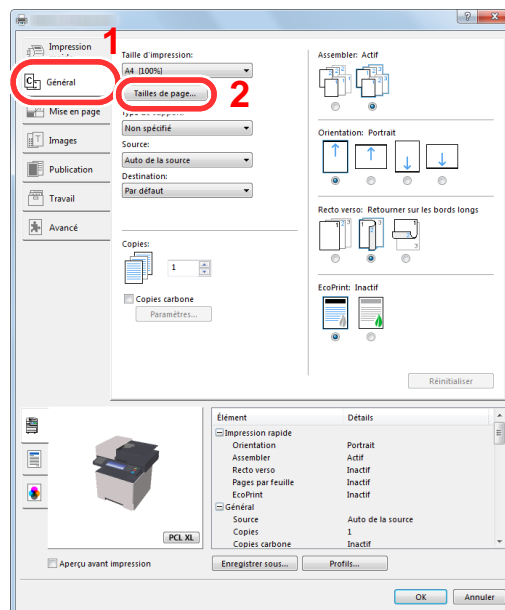 Impression
1
Général
Mise en page
Images
Publication
Travail
Avancé
Taille d'impression:
A4 [100%]
Tailles de page...
2
Non spécifié
Source:
Auto de la source
Destination:
Par défaut
Copies:
1
Copies carbone
Paramètres...
Assembler: Actif
Orientation: Portrait
Recto verso: Retourner sur les bords longs
EcoPrint: Inactif
Réinitialiser
PCL XL
Aperçu avant impression
Élément Détails
Impression rapide
Orientation Portrait
Assembler Actif
Recto verso Inactif
Pages par feuille Inactif
EcoPrint Inactif
Général
Source Auto de la source
Copies 1
Copies carbone Inactif
Enregistrer sous... Profils...
OK Annuler